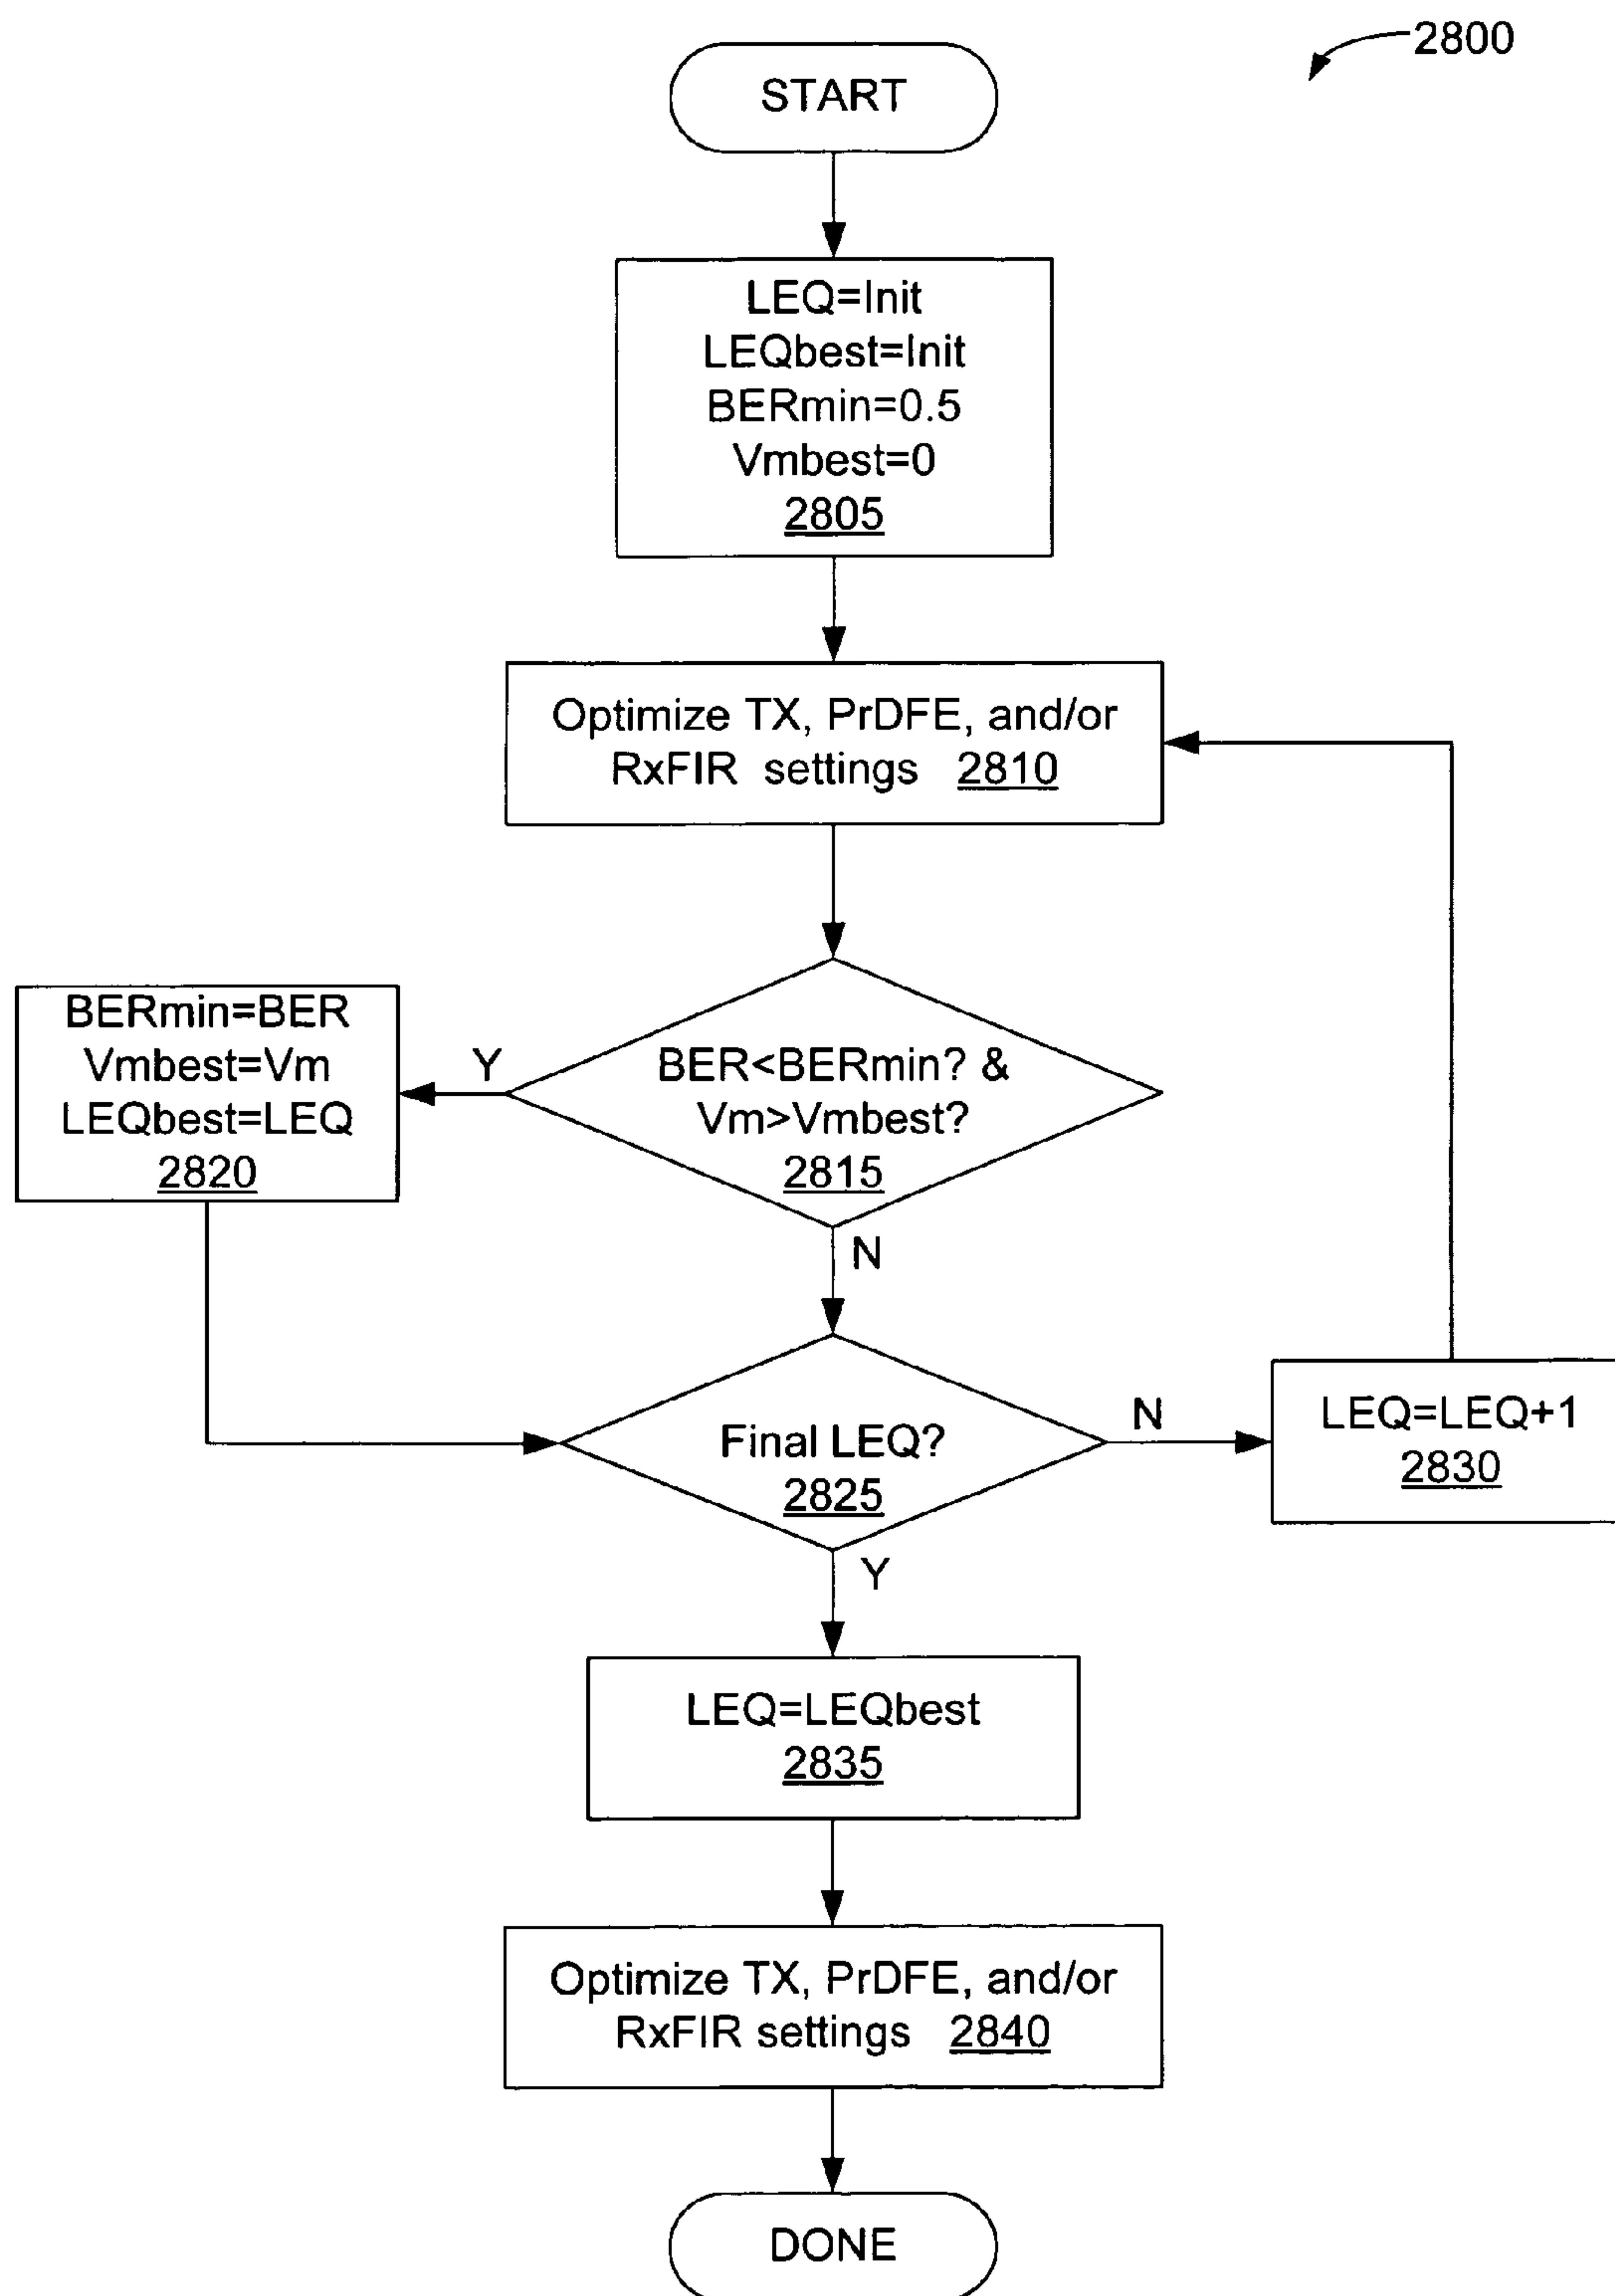 2800
START
LEQ=Init
LEQbest=Init
BERmin=0.5
Vmbest=0
2805
Optimize TX, PrDFE, and/or
RxFIR settings 2810
BER<BERmin? &
Vm>Vmbest?
2815
Y
N
BERmin=BER
Vmbest=Vm
LEQbest=LEQ
2820
Final LEQ?
2825
N
Y
LEQ=LEQ+1
2830
LEQ=LEQbest
2835
Optimize TX, PrDFE, and/or
RxFIR settings 2840
DONE